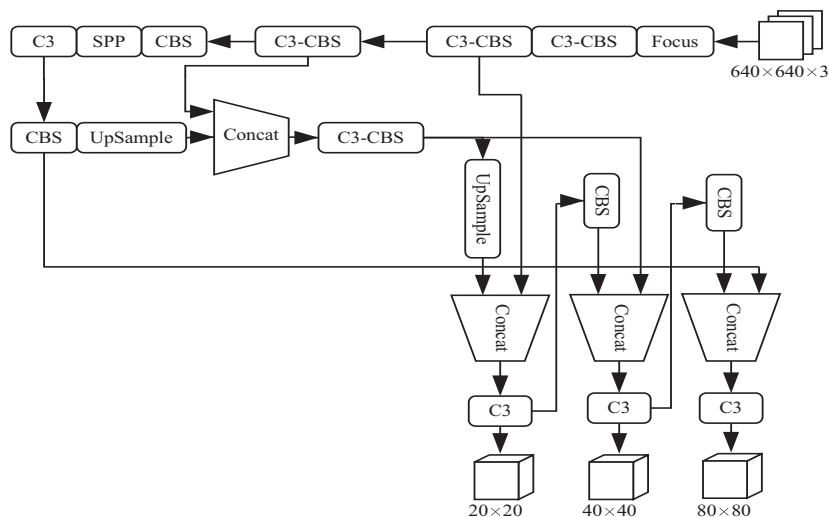 C3 SPP CBS C3-CBS C3-CBS C3-CBS Focus
640×640×3
CBS UpSample Concat C3-CBS
UpSample
CBS
CBS
Concat
Concat
Concat
C3 C3 C3
20×20 40×40 80×80